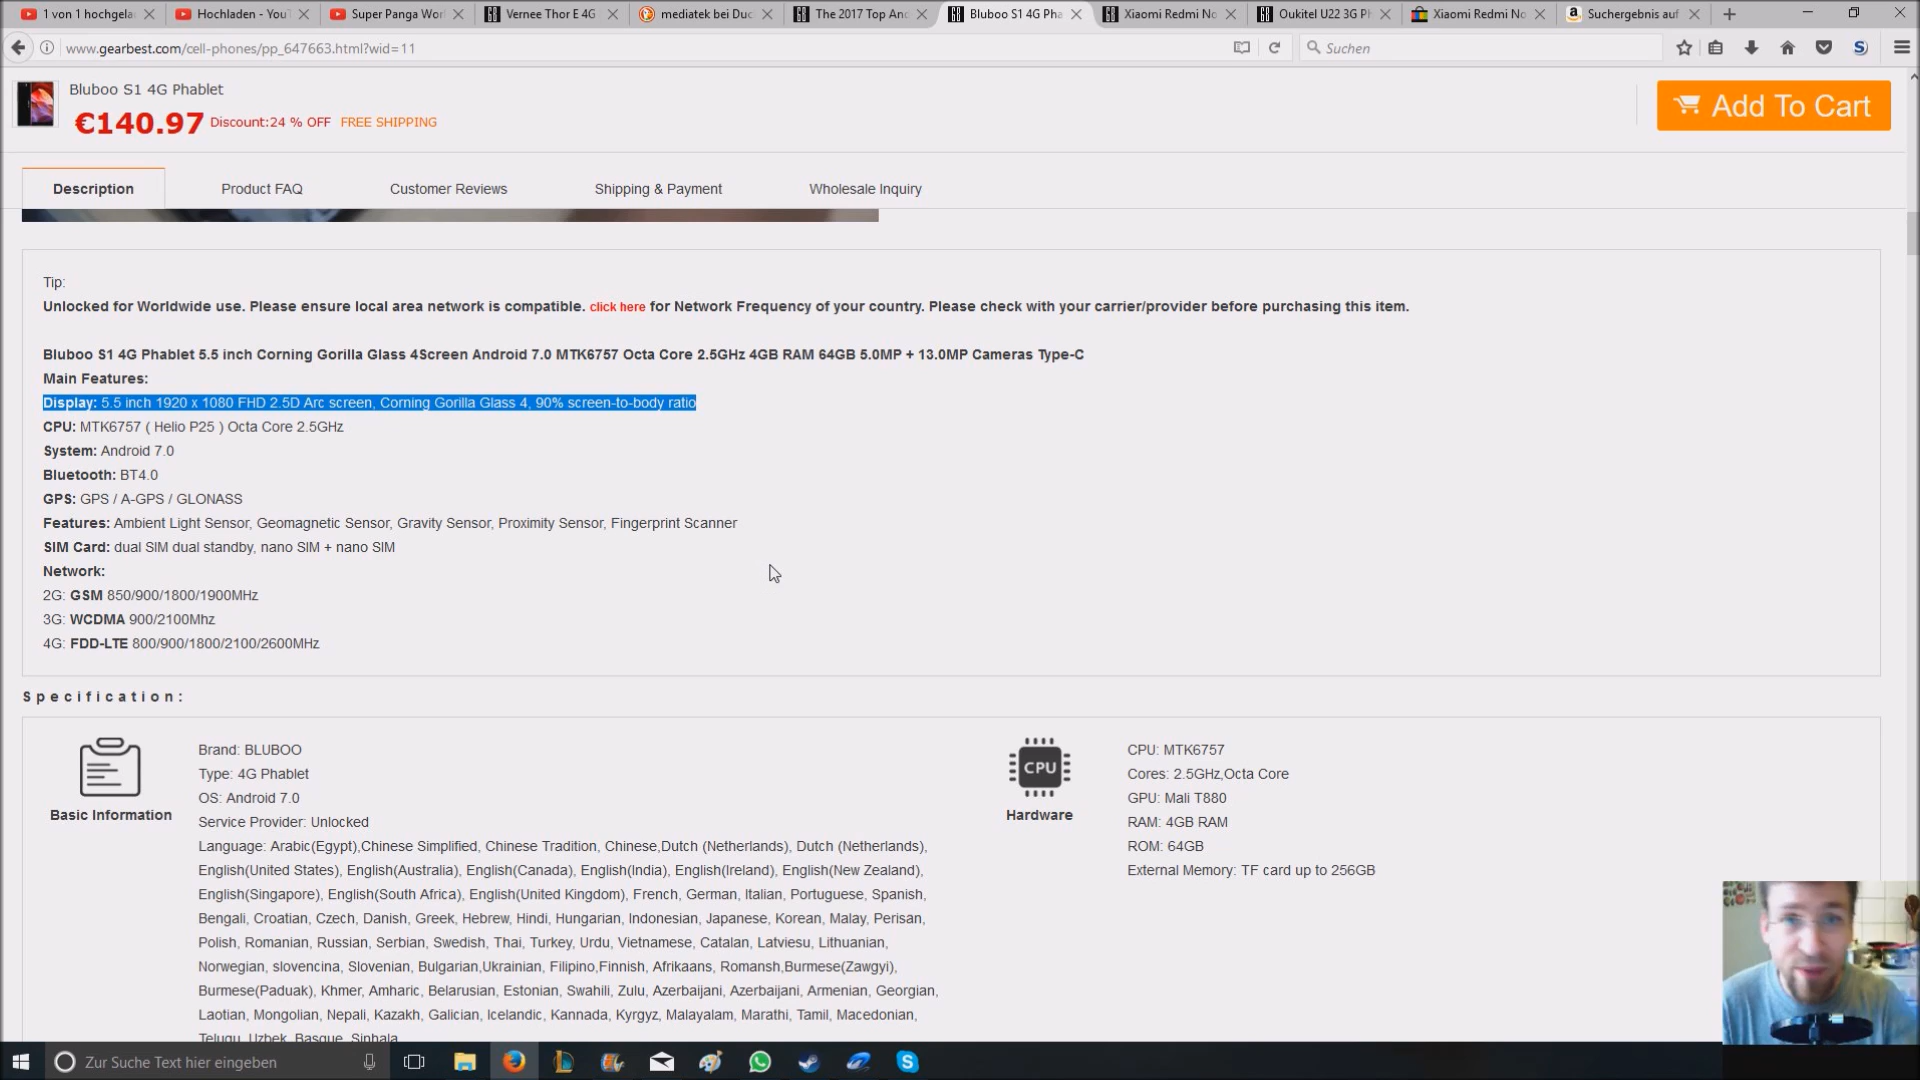 1 von 1 hochgela
Hochladen - YouT
Super Panga Worl
Vernee Thor E 4G
mediatek bei Duc
The 2017 Top And
Bluboo S1 4G Pha
Xiaomi Redmi No
Oukitel U22 3G Ph
Xiaomi Redmi No
Suchergebnis auf
www.gearbest.com/cell-phones/pp_647663.html?wid=11
Suchen
Bluboo S1 4G Phablet
€140.97 Discount:24 % OFF FREE SHIPPING
Add To Cart
Description
Product FAQ
Customer Reviews
Shipping & Payment
Wholesale Inquiry
Tip:
Unlocked for Worldwide use. Please ensure local area network is compatible. click here for Network Frequency of your country. Please check with your carrier/provider before purchasing this item.
Bluboo S1 4G Phablet 5.5 inch Corning Gorilla Glass 4Screen Android 7.0 MTK6757 Octa Core 2.5GHz 4GB RAM 64GB 5.0MP + 13.0MP Cameras Type-C
Main Features:
Display: 5.5 inch 1920 x 1080 FHD 2.5D Arc screen, Corning Gorilla Glass 4, 90% screen-to-body ratio
CPU: MTK6757 ( Helio P25 ) Octa Core 2.5GHz
System: Android 7.0
Bluetooth: BT4.0
GPS: GPS / A-GPS / GLONASS
Features: Ambient Light Sensor, Geomagnetic Sensor, Gravity Sensor, Proximity Sensor, Fingerprint Scanner
SIM Card: dual SIM dual standby, nano SIM + nano SIM
Network:
2G: GSM 850/900/1800/1900MHz
3G: WCDMA 900/2100Mhz
4G: FDD-LTE 800/900/1800/2100/2600MHz
Specification:
Basic Information
Brand: BLUBOO
Type: 4G Phablet
OS: Android 7.0
Service Provider: Unlocked
Language: Arabic(Egypt),Chinese Simplified, Chinese Tradition, Chinese,Dutch (Netherlands), Dutch (Netherlands),
English(United States), English(Australia), English(Canada), English(India), English(Ireland), English(New Zealand),
English(Singapore), English(South Africa), English(United Kingdom), French, German, Italian, Portuguese, Spanish,
Bengali, Croatian, Czech, Danish, Greek, Hebrew, Hindi, Hungarian, Indonesian, Japanese, Korean, Malay, Perisan,
Polish, Romanian, Russian, Serbian, Swedish, Thai, Turkey, Urdu, Vietnamese, Catalan, Latviesu, Lithuanian,
Norwegian, slovencina, Slovenian, Bulgarian,Ukrainian, Filipino,Finnish, Afrikaans, Romansh,Burmese(Zawgyi),
Burmese(Paduak), Khmer, Amharic, Belarusian, Estonian, Swahili, Zulu, Azerbaijani, Azerbaijani, Armenian, Georgian,
Laotian, Mongolian, Nepali, Kazakh, Galician, Icelandic, Kannada, Kyrgyz, Malayalam, Marathi, Tamil, Macedonian,
Telugu, Uzbek, Basque, Sinhala
CPU
Hardware
CPU: MTK6757
Cores: 2.5GHz,Octa Core
GPU: Mali T880
RAM: 4GB RAM
ROM: 64GB
External Memory: TF card up to 256GB
Zur Suche Text hier eingeben